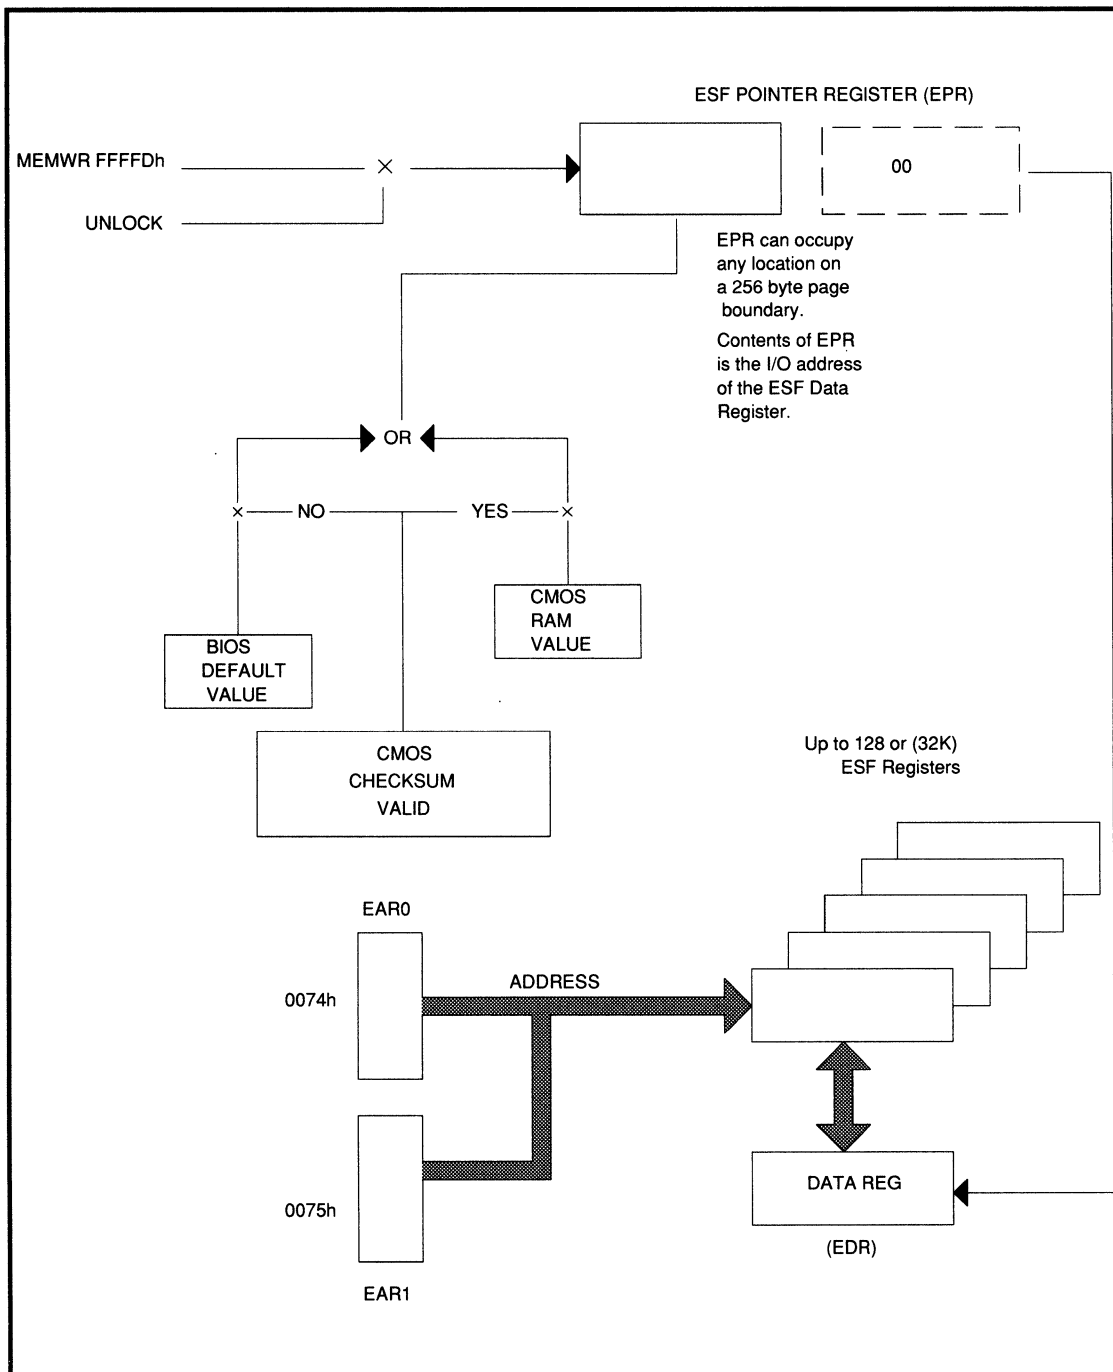 ESF POINTER REGISTER (EPR)
MEMWR FFFFDh
00
UNLOCK
EPR can occupy
any location on
a 256 byte page
boundary.
Contents of EPR
is the I/O address
of the ESF Data
Register.
OR
NO
YES
CMOS
RAM
VALUE
BIOS
DEFAULT
VALUE
CMOS
CHECKSUM
VALID
Up to 128 or (32K)
ESF Registers
EAR0
ADDRESS
0074h
DATA REG
0075h
(EDR)
EAR1